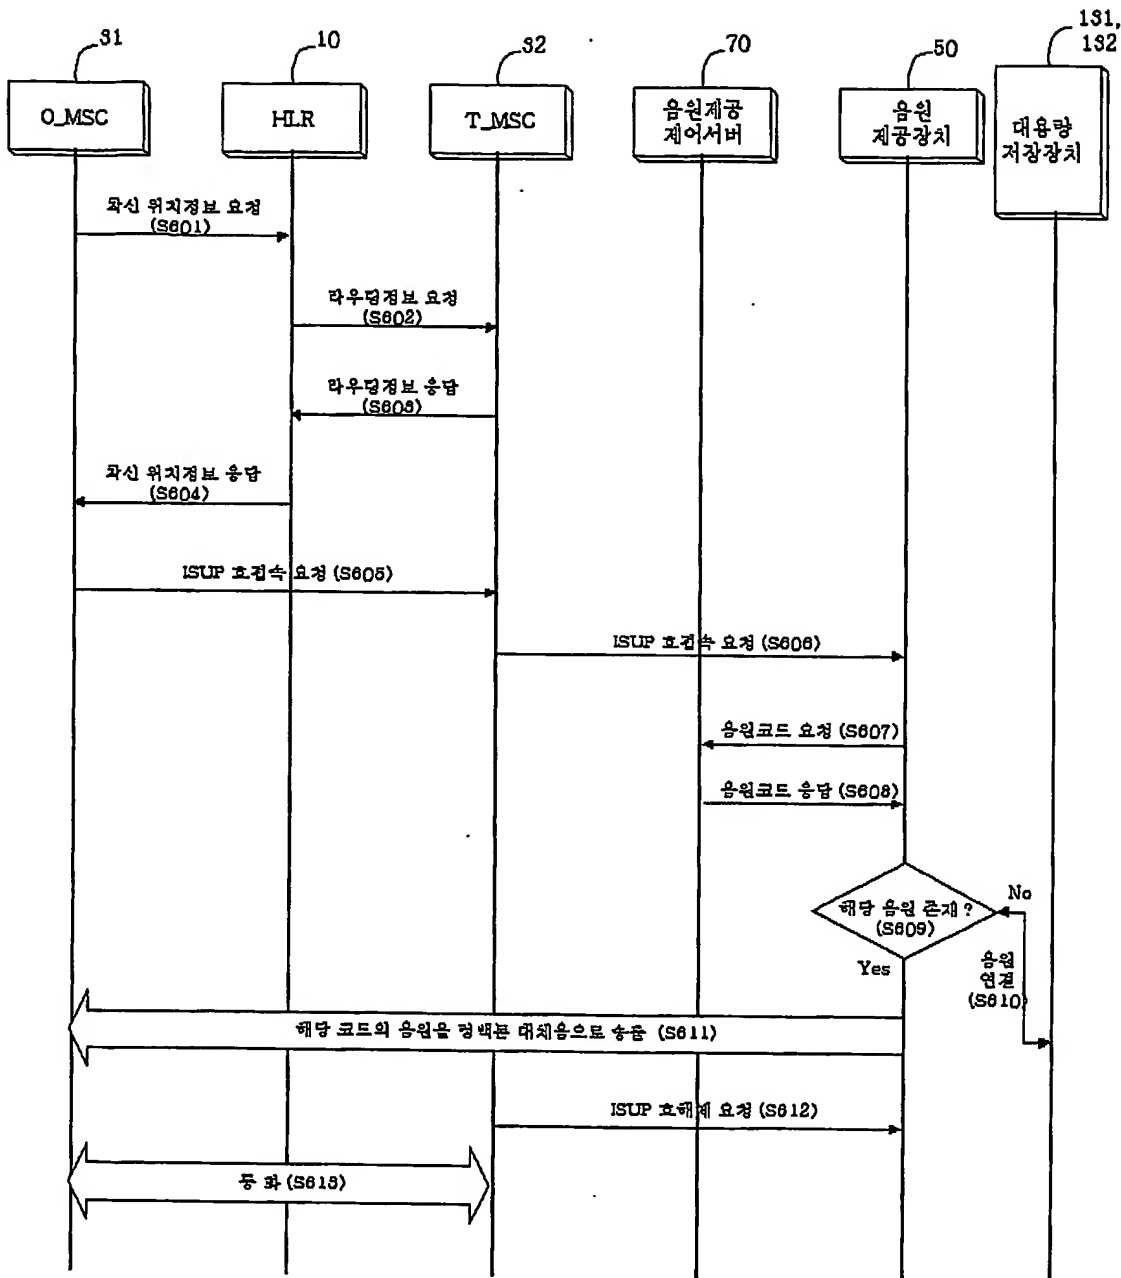 31
10
32
70
50
131,
132
O_MSC
HLR
T_MSC
음원제공
제어서버
음원
제공장치
대용량
저장장치
착신 위치정보 요청
(S601)
라우팅정보 요청
(S602)
라우팅정보 응답
(S603)
착신 위치정보 응답
(S604)
ISUP 호접속 요청 (S605)
ISUP 호접속 요청 (S606)
음원코드 요청 (S607)
음원코드 응답 (S608)
해당 음원 존재 ?
(S609)
No
Yes
음원
연결
(S610)
해당 코드의 음원을 링백톤 대체음으로 송출 (S611)
ISUP 호해제 요청 (S612)
통 화 (S613)